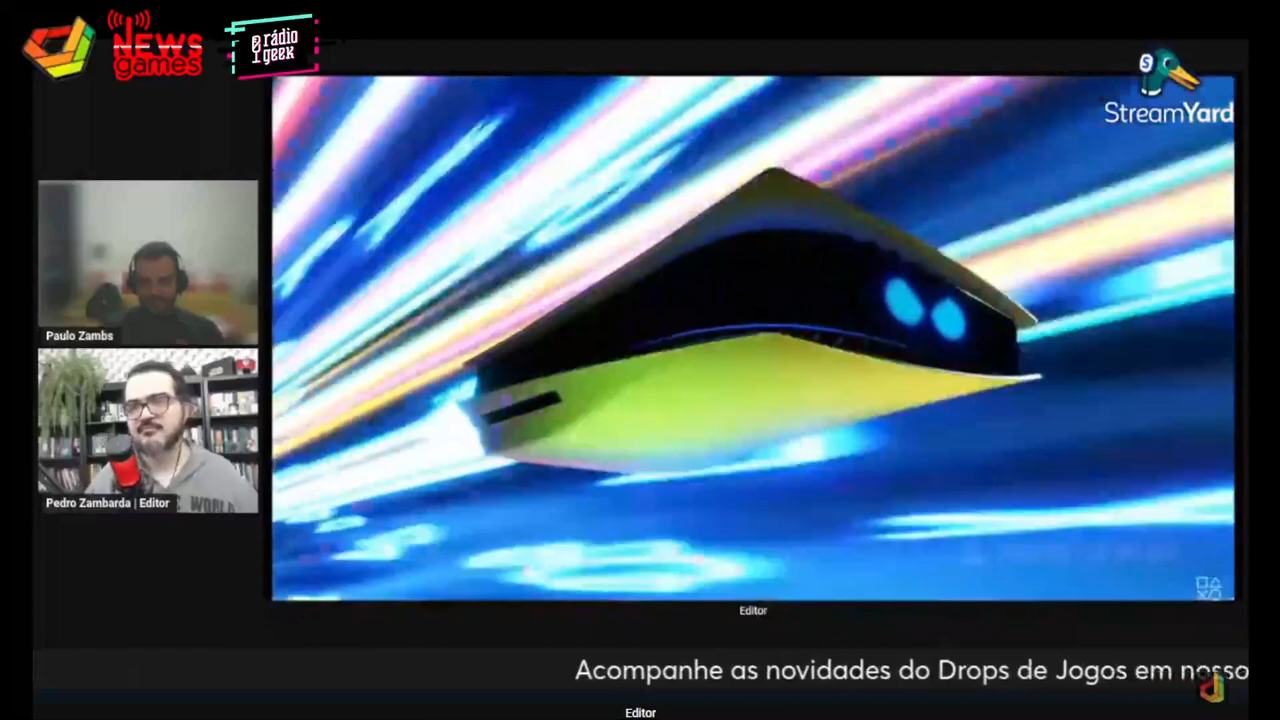 NEWS
games
rádio
geek
StreamYard
Paulo Zambs
Pedro Zambarda | Editor
WORLD
Editor
Acompanhe as novidades do Drops de Jogos em nosso
Editor